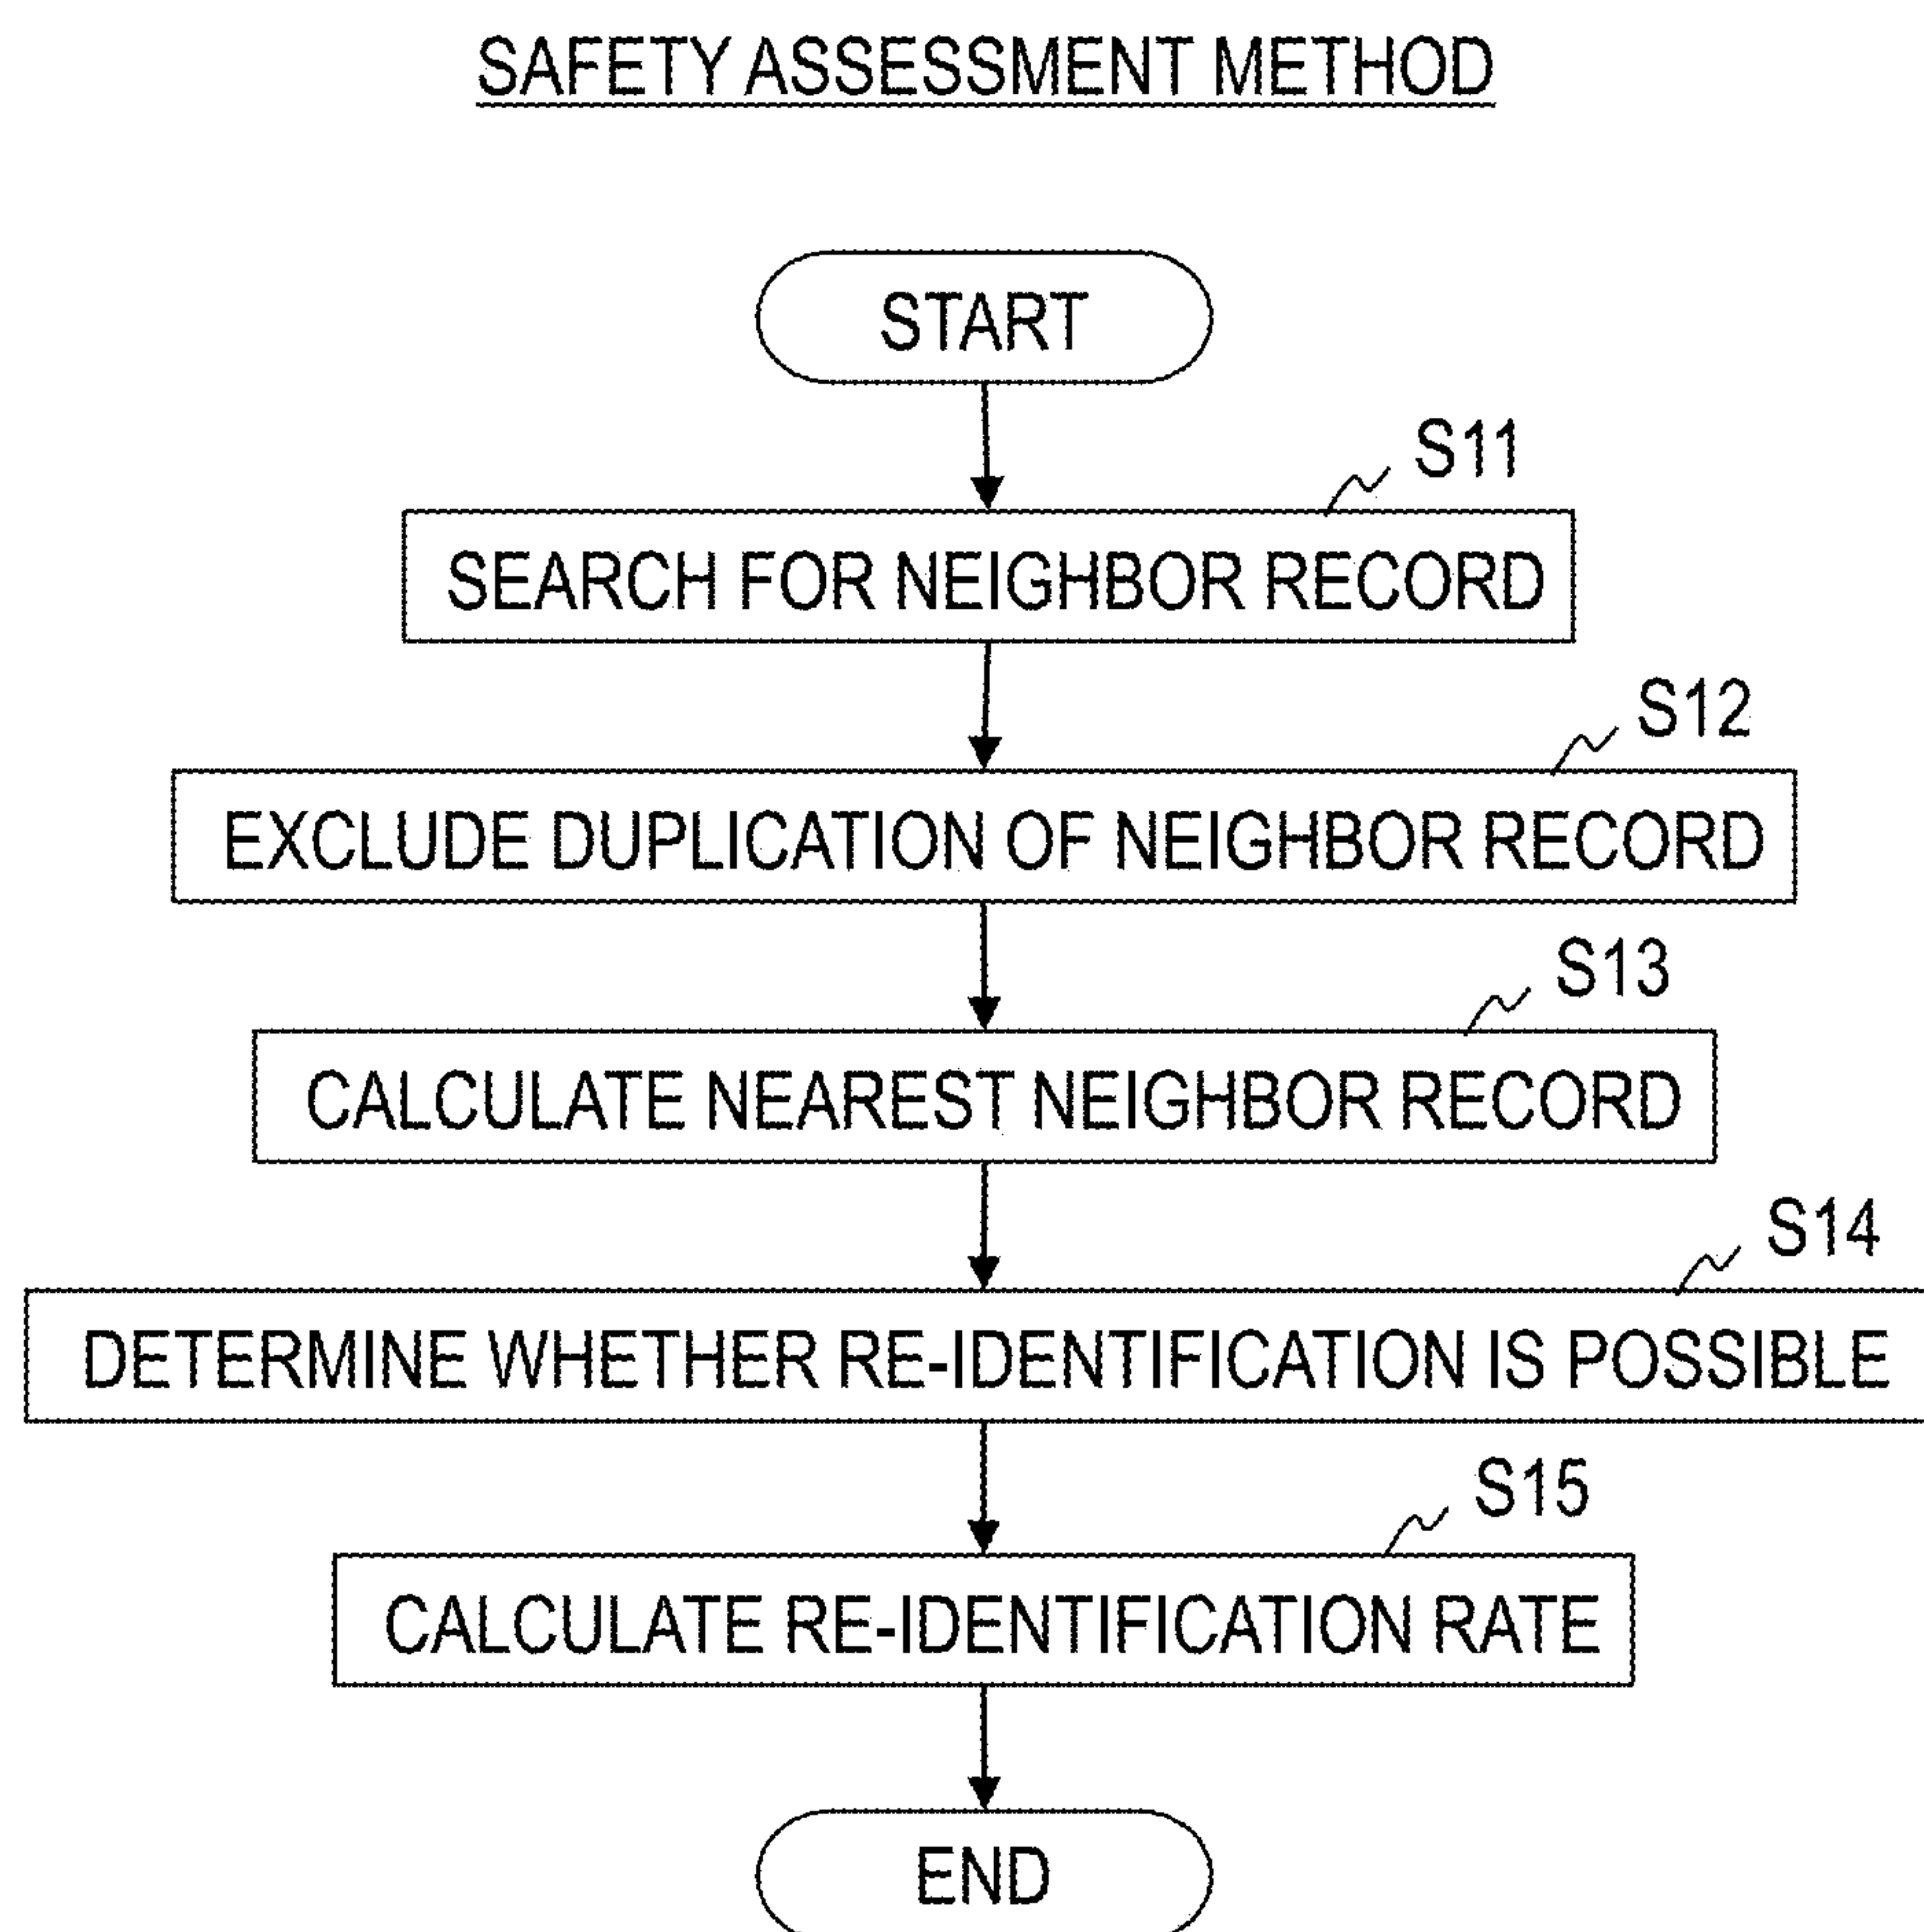 SAFETY ASSESSMENT METHOD
START
S11
SEARCH FOR NEIGHBOR RECORD
S12
EXCLUDE DUPLICATION OF NEIGHBOR RECORD
S13
CALCULATE NEAREST NEIGHBOR RECORD
S14
DETERMINE WHETHER RE-IDENTIFICATION IS POSSIBLE
S15
CALCULATE RE-IDENTIFICATION RATE
END